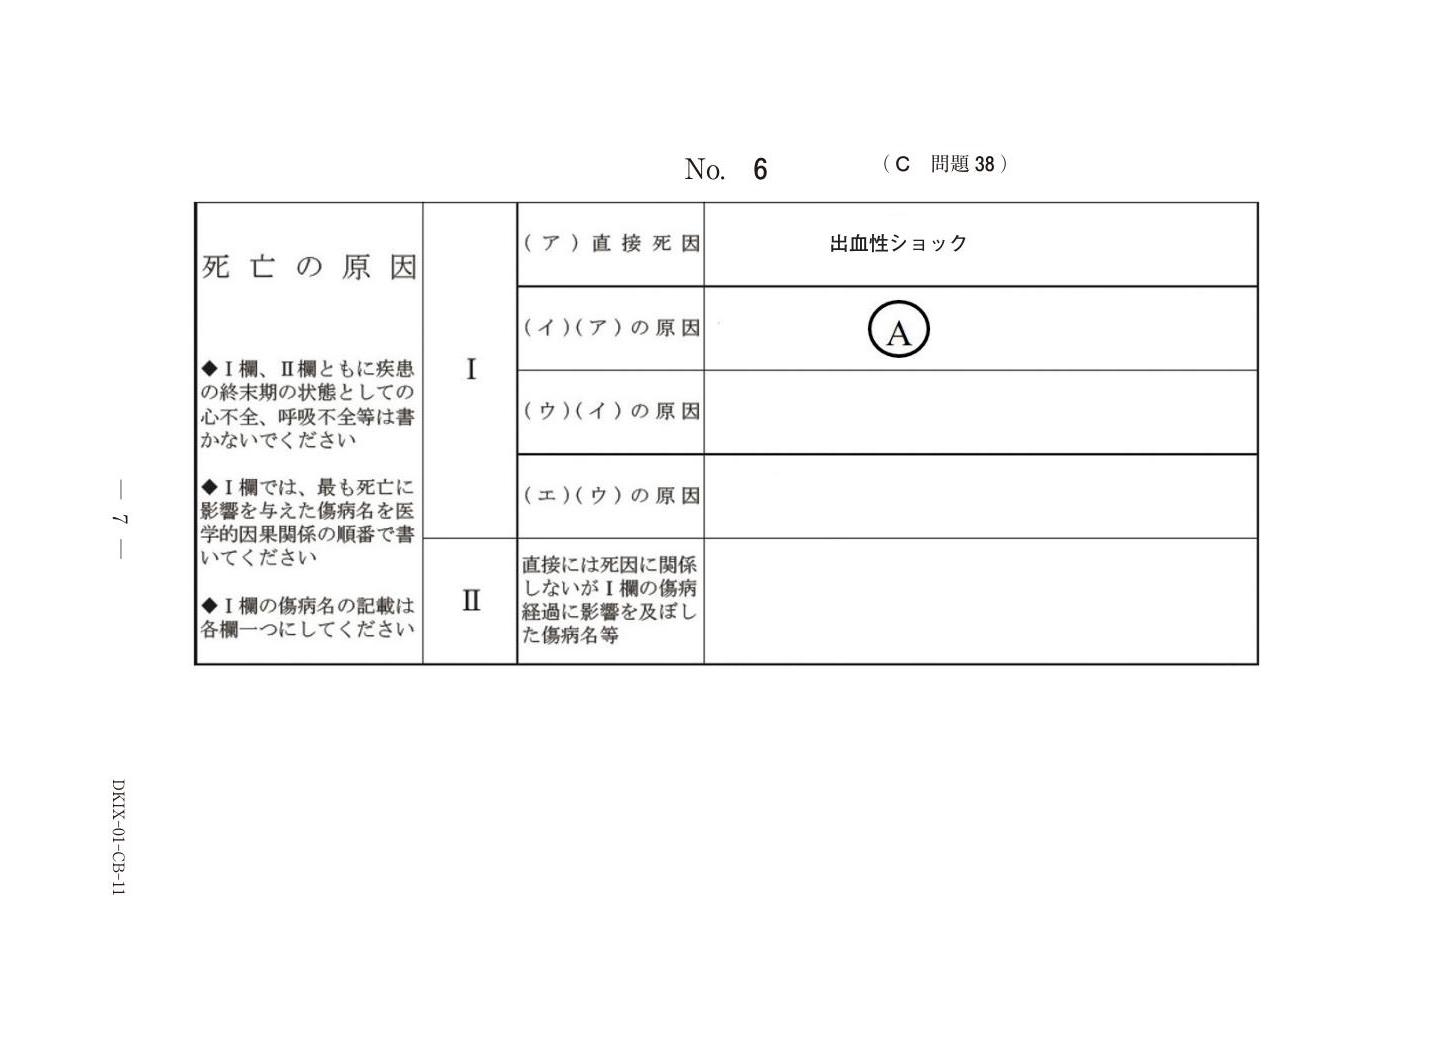 No. 6 （C 問題38）
死亡の原因
◆Ⅰ欄、Ⅱ欄ともに疾患
の終末期の状態としての
心不全、呼吸不全等は書
かないでください
◆Ⅰ欄では、最も死亡に
影響を与えた傷病名を医
学的因果関係の順番で書
いてください
◆Ⅰ欄の傷病名の記載は
各欄一つにしてください
Ⅰ
(ア)直接死因
出血性ショック
(イ)(ア)の原因
A
(ウ)(イ)の原因
(エ)(ウ)の原因
Ⅱ
直接には死因に関係
しないがⅠ欄の傷病
経過に影響を及ぼし
た傷病名等
— 7 —
DKIX-01-CB-11